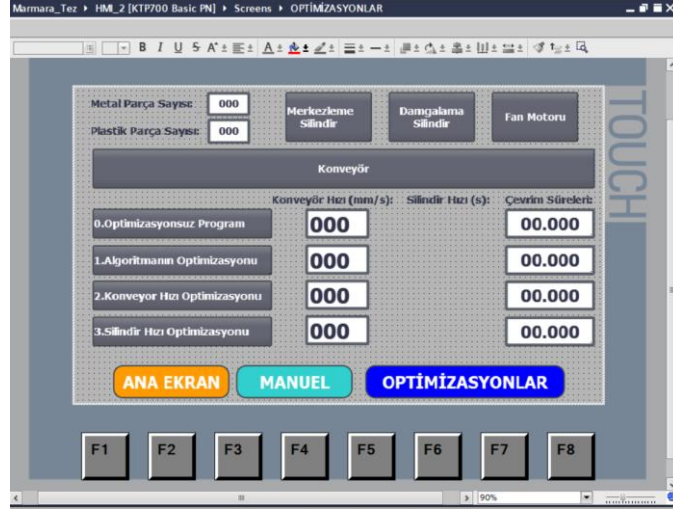 Marmara_Tez ▸ HMI_2 [KTP700 Basic PN] ▸ Screens ▸ OPTİMİZASYONLAR
B I U S A
Metal Parça Sayısı: 000
Plastik Parça Sayısı: 000
Merkezleme Silindir
Damgalama Silindir
Fan Motoru
Konveyör
Konveyör Hızı (mm/s): Silindir Hızı (s): Çevrim Süreleri:
0.Optimizasyonsuz Program 000 00.000
1.Algoritmanın Optimizasyonu 000 00.000
2.Konveyor Hızı Optimizasyonu 000 00.000
3.Silindir Hızı Optimizasyonu 000 00.000
ANA EKRAN MANUEL OPTİMİZASYONLAR
TOUCH
F1 F2 F3 F4 F5 F6 F7 F8
90%